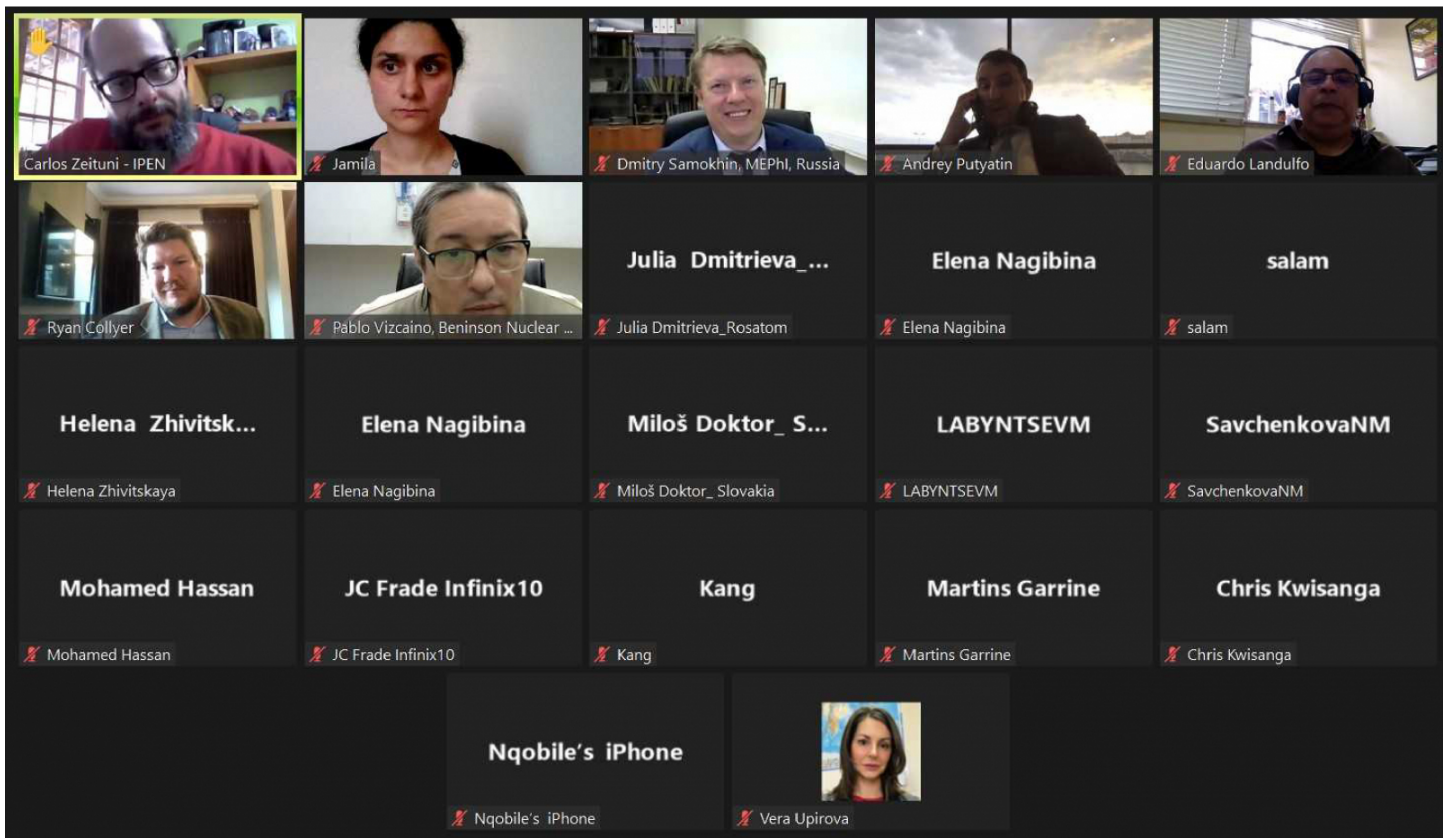 Carlos Zeituni - IPEN
Jamila
Dmitry Samokhin, MEPhI, Russia
Andrey Putyatin
Eduardo Landulfo
Ryan Collyer
Pablo Vizcaino, Beninson Nuclear ...
Julia Dmitrieva_...
Julia Dmitrieva_Rosatom
Elena Nagibina
Elena Nagibina
salam
salam
Helena Zhivitsk...
Helena Zhivitskaya
Elena Nagibina
Elena Nagibina
Miloš Doktor_ S...
Miloš Doktor_ Slovakia
LABYNTSEVM
LABYNTSEVM
SavchenkovaNM
SavchenkovaNM
Mohamed Hassan
Mohamed Hassan
JC Frade Infinix10
JC Frade Infinix10
Kang
Kang
Martins Garrine
Martins Garrine
Chris Kwisanga
Chris Kwisanga
Nqobile’s iPhone
Nqobile’s iPhone
Vera Upirova